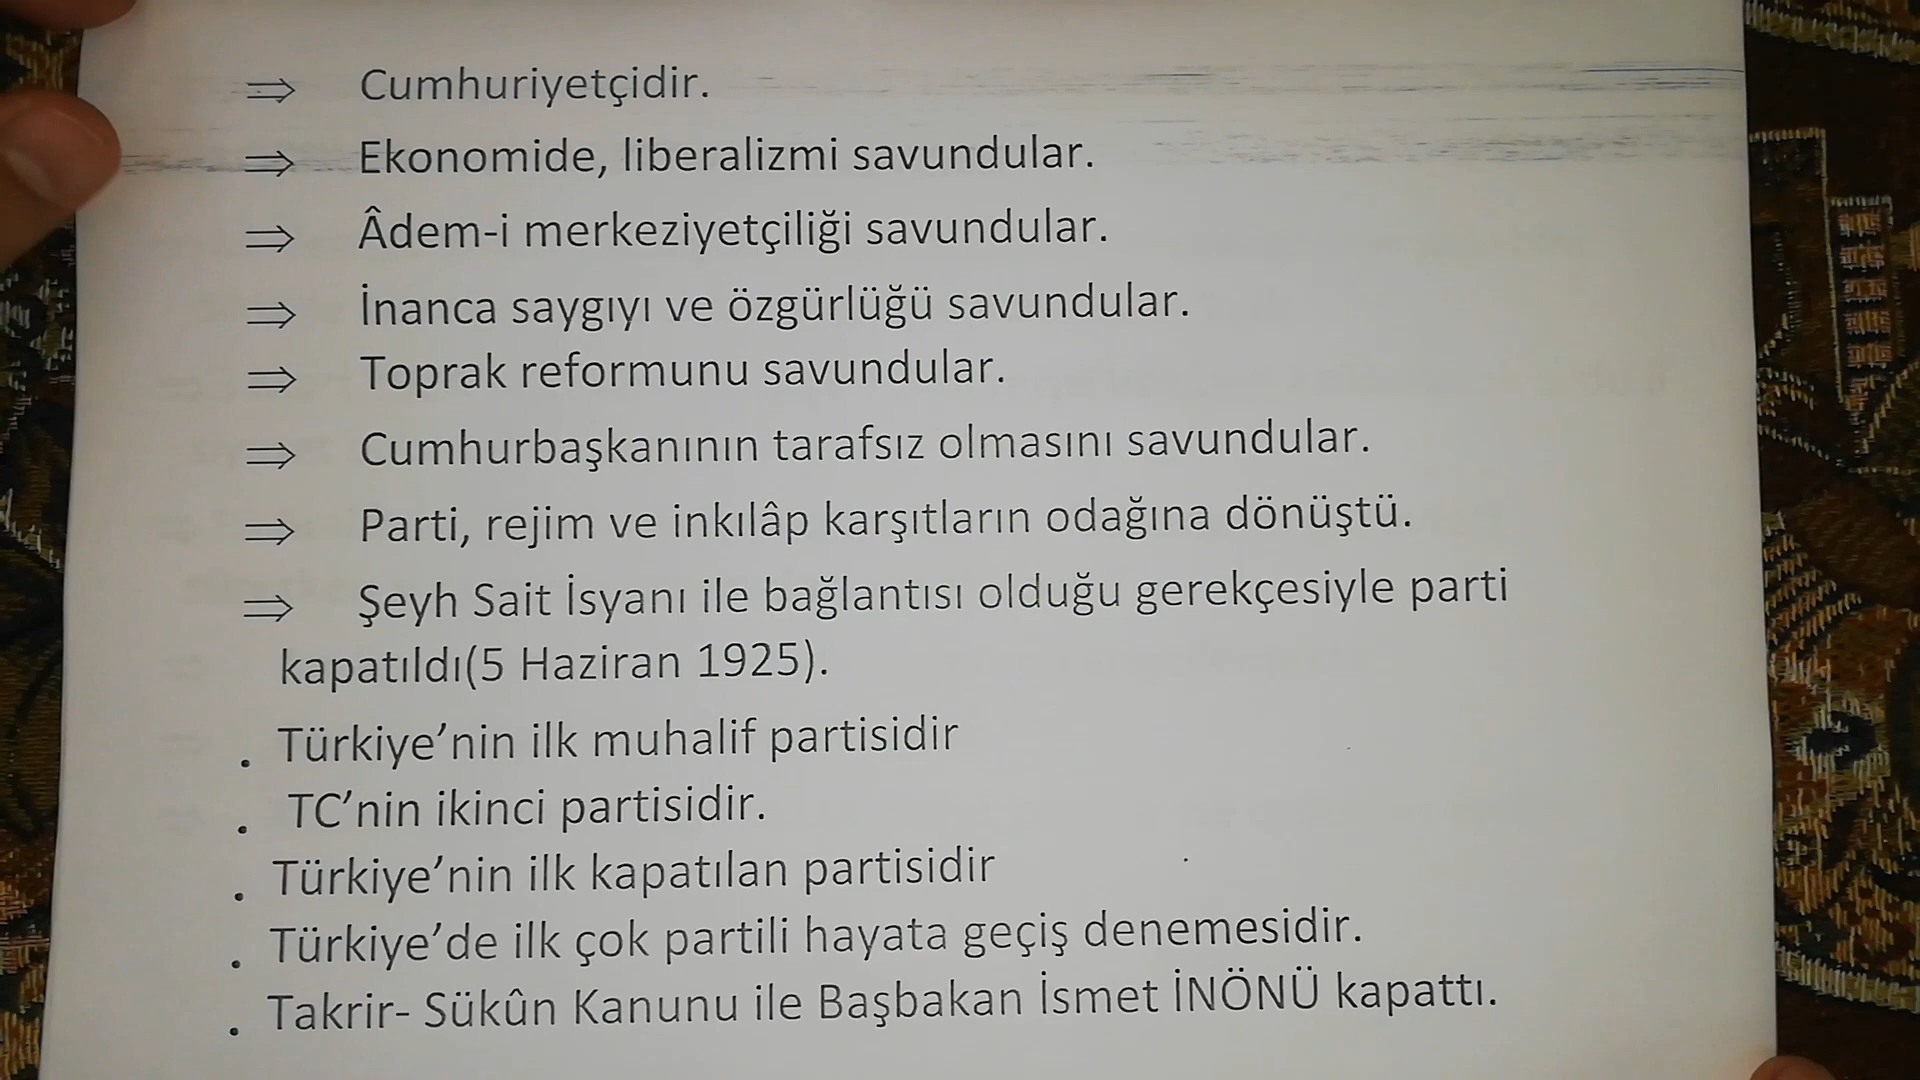 ⇒ Cumhuriyetçidir.
⇒ Ekonomide, liberalizmi savundular.
⇒ Âdem-i merkeziyetçiliği savundular.
⇒ İnanca saygıyı ve özgürlüğü savundular.
⇒ Toprak reformunu savundular.
⇒ Cumhurbaşkanının tarafsız olmasını savundular.
⇒ Parti, rejim ve inkılâp karşıtların odağına dönüştü.
⇒ Şeyh Sait İsyanı ile bağlantısı olduğu gerekçesiyle parti
kapatıldı(5 Haziran 1925).
. Türkiye’nin ilk muhalif partisidir
. TC’nin ikinci partisidir.
. Türkiye’nin ilk kapatılan partisidir
. Türkiye’de ilk çok partili hayata geçiş denemesidir.
. Takrir- Sükûn Kanunu ile Başbakan İsmet İNÖNÜ kapattı.